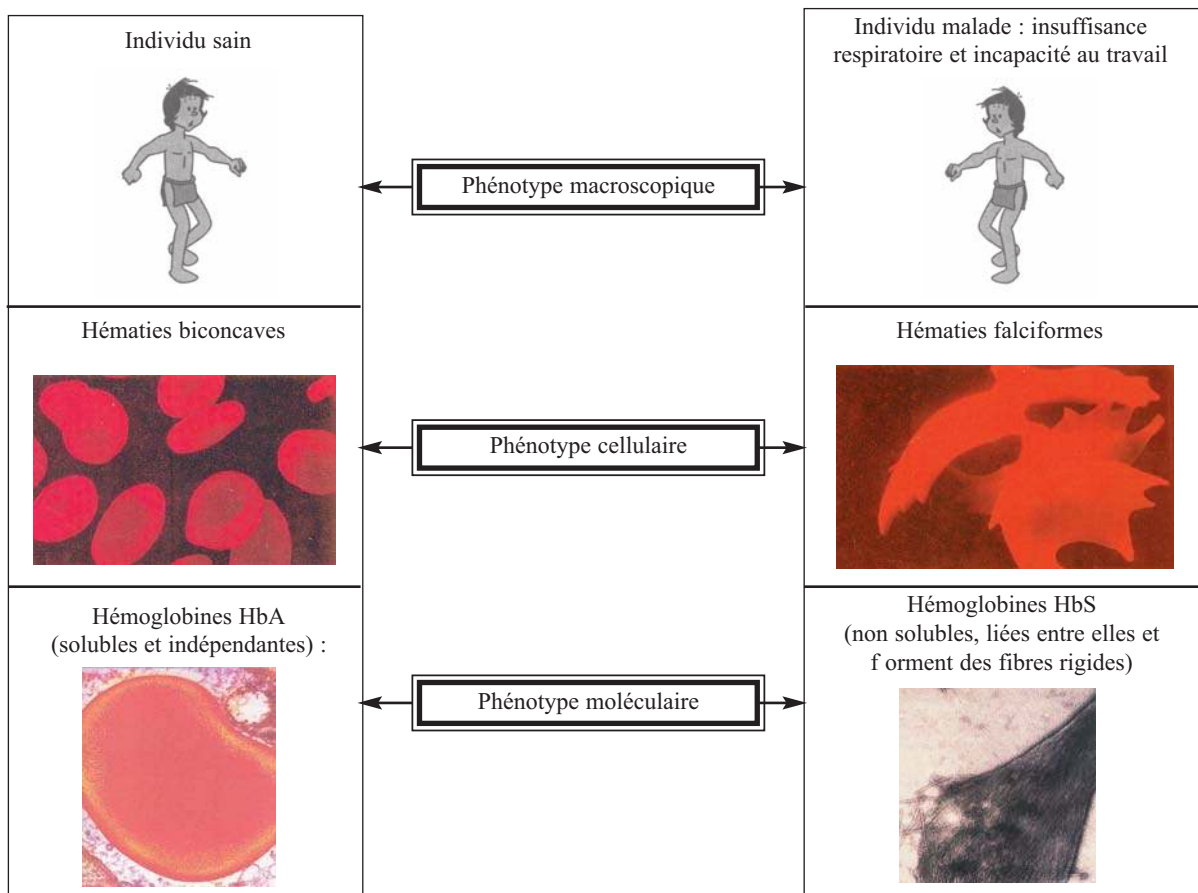 Individu sain
Individu malade : insuffisance
respiratoire et incapacité au travail
Phénotype macroscopique
Hématies biconcaves
Hématies falciformes
Phénotype cellulaire
Hémoglobines HbA
(solubles et indépendantes) :
Hémoglobines HbS
(non solubles, liées entre elles et
f orment des fibres rigides)
Phénotype moléculaire